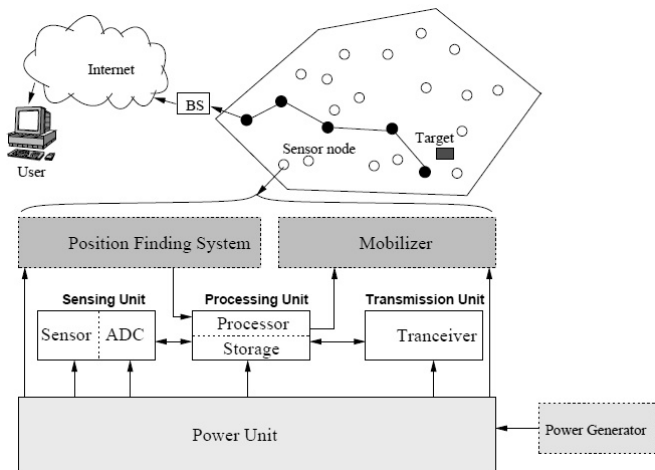 Internet
BS
User
Sensor node
Target
Position Finding System
Mobilizer
Sensing Unit
Processing Unit
Transmission Unit
Sensor
ADC
Processor
Storage
Tranceiver
Power Unit
Power Generator